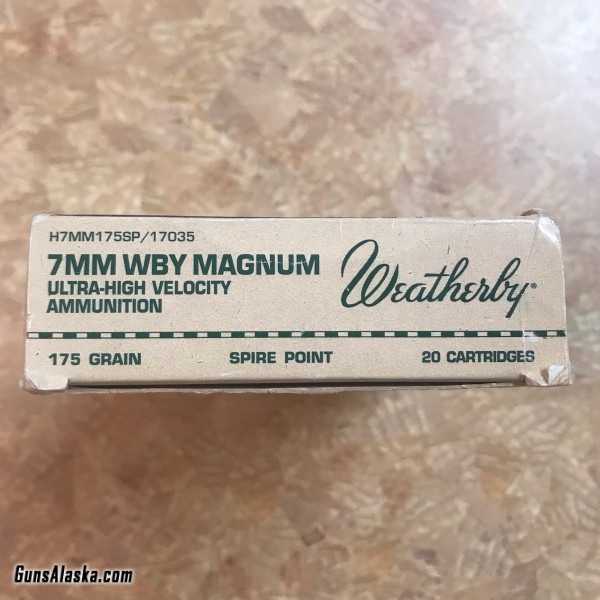 H7MM175SP/17035
7MM WBY MAGNUM
ULTRA-HIGH VELOCITY
AMMUNITION
Weatherby®
175 GRAIN SPIRE POINT 20 CARTRIDGES
GunsAlaska.com